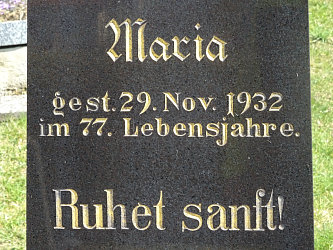 Maria
gest. 29. Nov. 1932
im 77. Lebensjahre.
Ruhet sanft!